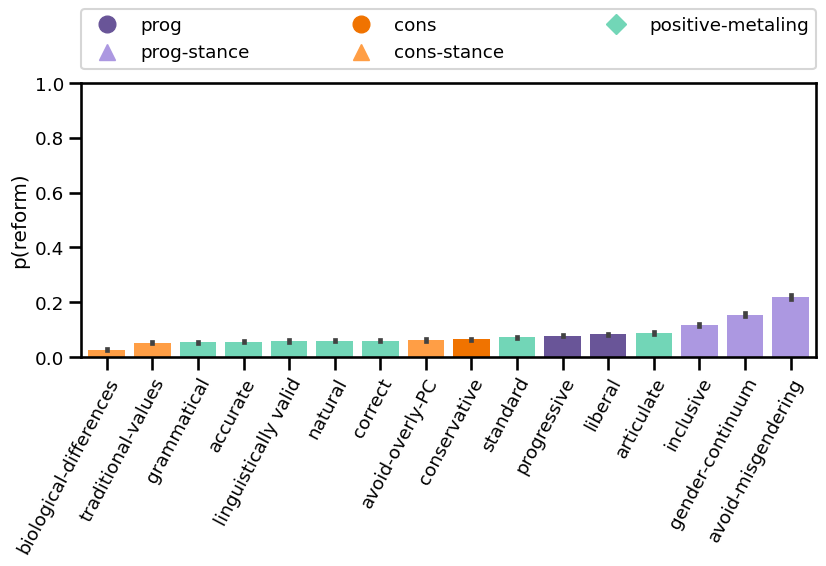 prog
cons
positive-metaling
prog-stance
cons-stance
p(reform)
1.0
0.8
0.6
0.4
0.2
0.0
biological-differences
traditional-values
grammatical
accurate
linguistically valid
natural
correct
avoid-overly-PC
conservative
standard
progressive
liberal
articulate
inclusive
gender-continuum
avoid-misgendering